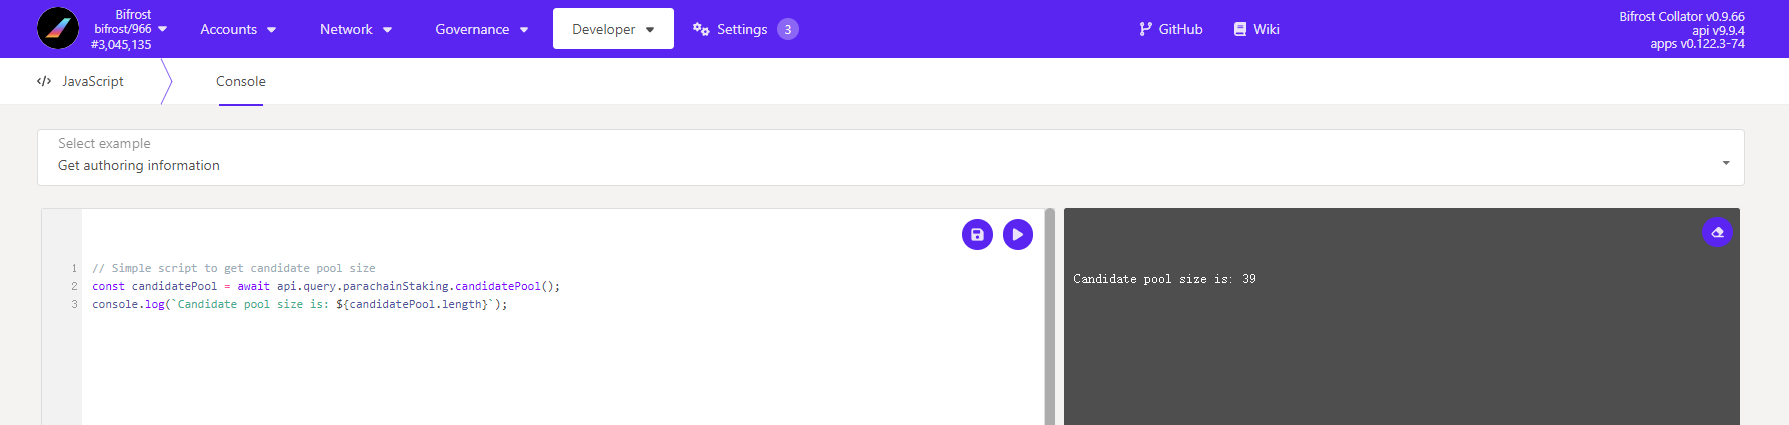 Bifrost
bifrost/966
#3,045,135
Accounts
Network
Governance
Developer
Settings 3
GitHub
Wiki
Bifrost Collator v0.9.66
api v9.9.4
apps v0.122.3-74
</> JavaScript
Console
Select example
Get authoring information
1 // Simple script to get candidate pool size
2 const candidatePool = await api.query.parachainStaking.candidatePool();
3 console.log(`Candidate pool size is: ${candidatePool.length}`);
Candidate pool size is: 39